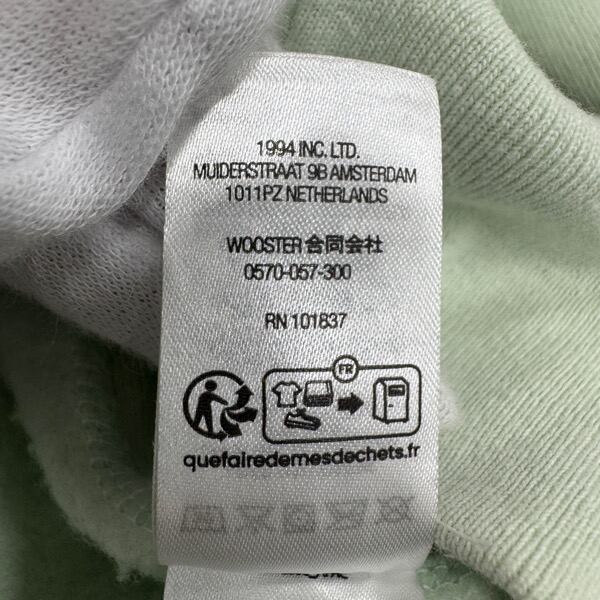 1994 INC. LTD.
MUIDERSTRAAT 9B AMSTERDAM
1011PZ NETHERLANDS
WOOSTER 合同会社
0570-057-300
RN 101837
FR
quefairedemesdechets.fr